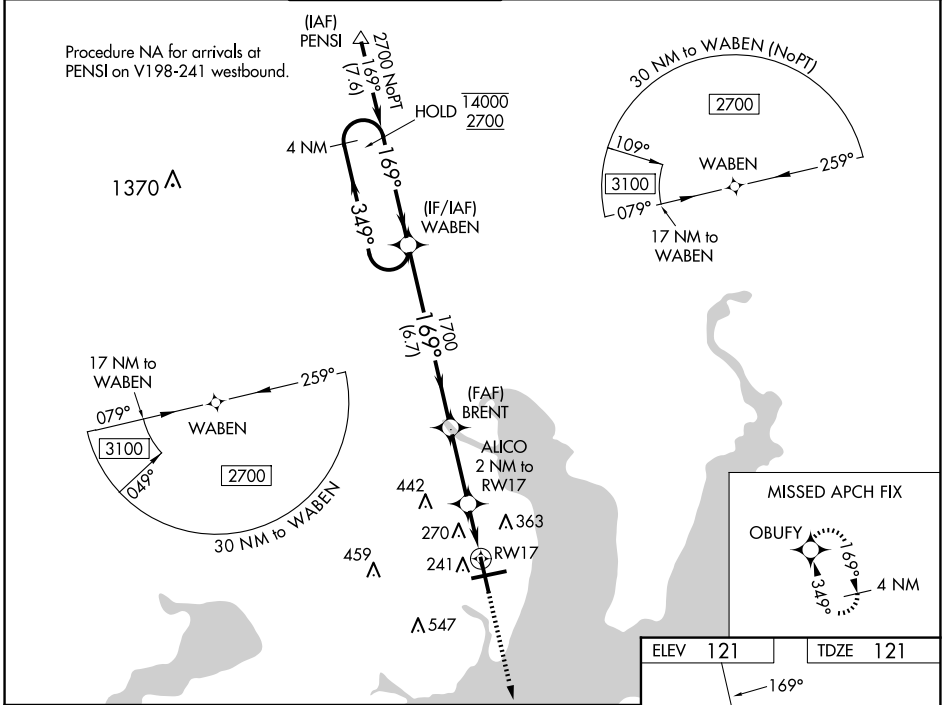 Procedure NA for arrivals at
PENSI on V198-241 westbound.
(IAF)
PENSI
2700 NoPT
169°
(7.6)
HOLD
14000
2700
4 NM
169°
349°
(IF/IAF)
WABEN
1370
30 NM to WABEN (NoPT)
2700
109°
WABEN
259°
3100
079°
17 NM to
WABEN
1700
169°
(6.7)
17 NM to
WABEN
259°
079°
WABEN
3100
049°
2700
30 NM to WABEN
(FAF)
BRENT
ALICO
2 NM to
RW17
442
363
270
RW17
241
459
547
MISSED APCH FIX
OBUFY
169°
349°
4 NM
ELEV 121
TDZE 121
169°